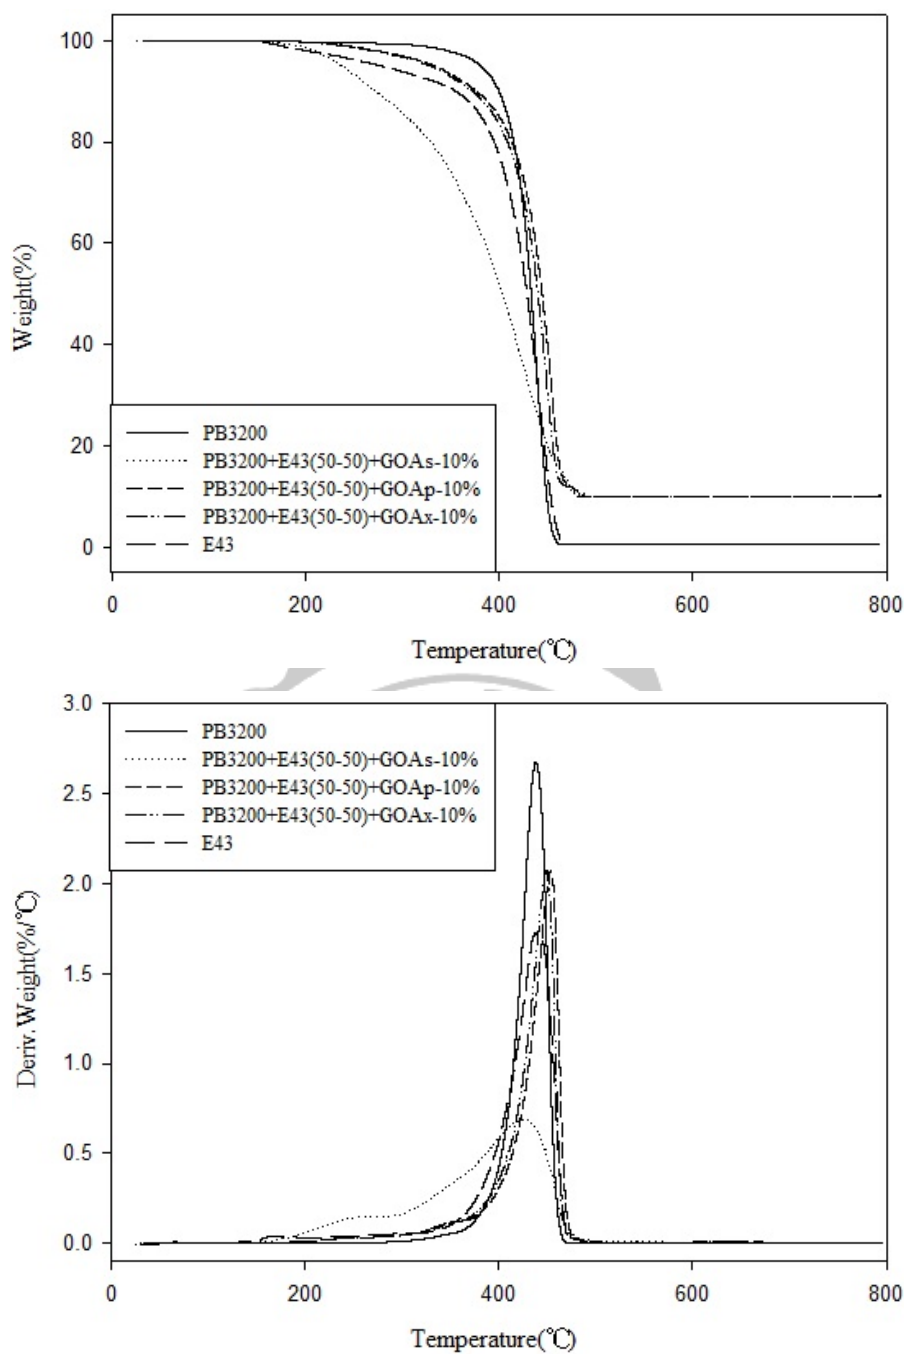 100
80
60
40
20
0
Weight(%)
PB3200
PB3200+E43(50-50)+GOAs-10%
PB3200+E43(50-50)+GOAp-10%
PB3200+E43(50-50)+GOAx-10%
E43
0 200 400 600 800
Temperature(℃)
3.0
2.5
2.0
1.5
1.0
0.5
0.0
Deriv.Weight(%/℃)
PB3200
PB3200+E43(50-50)+GOAs-10%
PB3200+E43(50-50)+GOAp-10%
PB3200+E43(50-50)+GOAx-10%
E43
0 200 400 600 800
Temperature(℃)